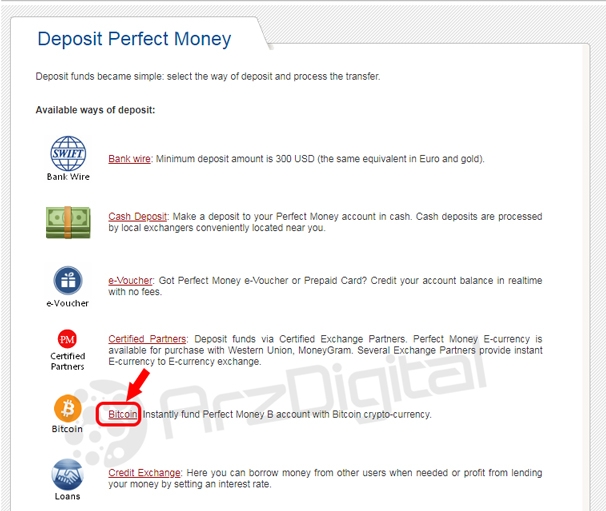 Deposit Perfect Money
Deposit funds became simple: select the way of deposit and process the transfer.
Available ways of deposit:
SWIFT
Bank Wire
Bank wire: Minimum deposit amount is 300 USD (the same equivalent in Euro and gold).
Cash Deposit: Make a deposit to your Perfect Money account in cash. Cash deposits are processed
by local exchangers conveniently located near you.
e-Voucher
e-Voucher: Got Perfect Money e-Voucher or Prepaid Card? Credit your account balance in realtime
with no fees.
PM
Certified
Partners
Certified Partners: Deposit funds via Certified Exchange Partners. Perfect Money E-currency is
available for purchase with Western Union, MoneyGram. Several Exchange Partners provide instant
E-currency to E-currency exchange.
ArzDigital
Bitcoin
Bitcoin: Instantly fund Perfect Money B account with Bitcoin crypto-currency.
Loans
Credit Exchange: Here you can borrow money from other users when needed or profit from lending
your money by setting an interest rate.